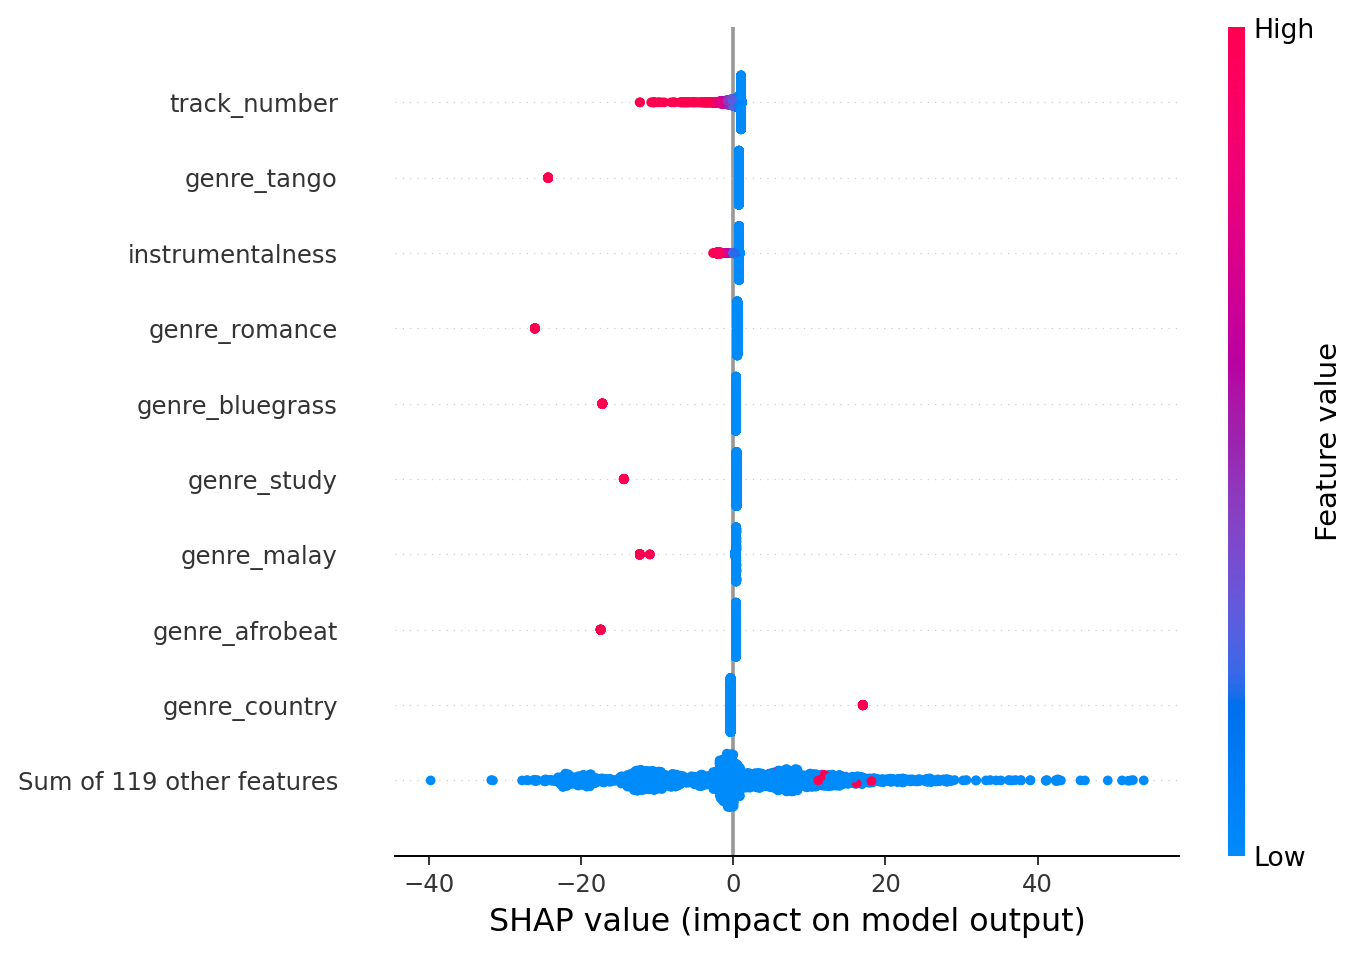 High
track_number
genre_tango
instrumentalness
genre_romance
genre_bluegrass
genre_study
genre_malay
genre_afrobeat
genre_country
Sum of 119 other features
Feature value
Low
−40 −20 0 20 40
SHAP value (impact on model output)